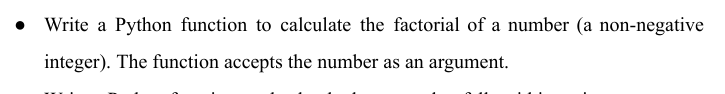 ● Write a Python function to calculate the factorial of a number (a non-negative
integer). The function accepts the number as an argument.